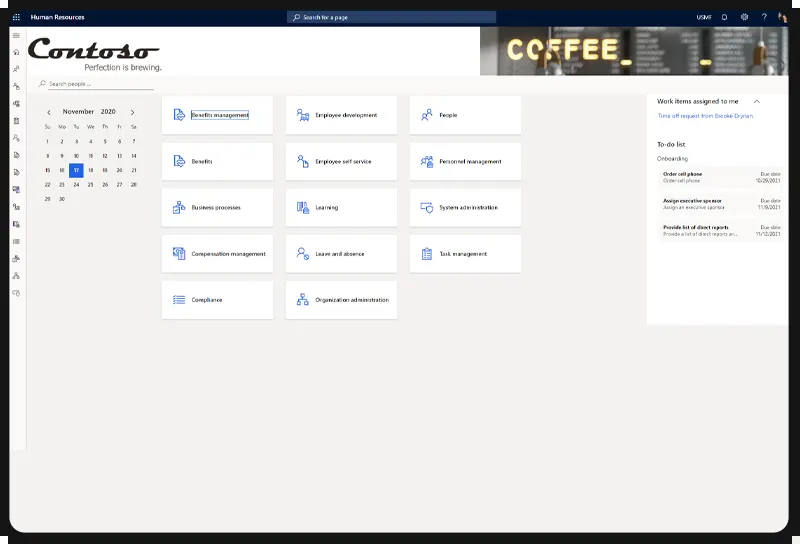 Human Resources
Search for a page
USMF
?
Contoso
Perfection is brewing.
COFFEE
Search people ...
November 2020
Su Mo Tu We Th Fr Sa
1 2 3 4 5 6 7
8 9 10 11 12 13 14
15 16 17 18 19 20 21
22 23 24 25 26 27 28
29 30
Benefits management
Employee development
People
Benefits
Employee self service
Personnel management
Business processes
Learning
System administration
Compensation management
Leave and absence
Task management
Compliance
Organization administration
Work items assigned to me
Time off request from Brooke Drynan
To-do list
Onboarding
Order cell phone Due date
Order cell phone 10/29/2021
Assign executive sponsor Due date
Assign an executive sponsor 11/9/2021
Provide list of direct reports Due date
Provide a list of direct reports an... 11/12/2021